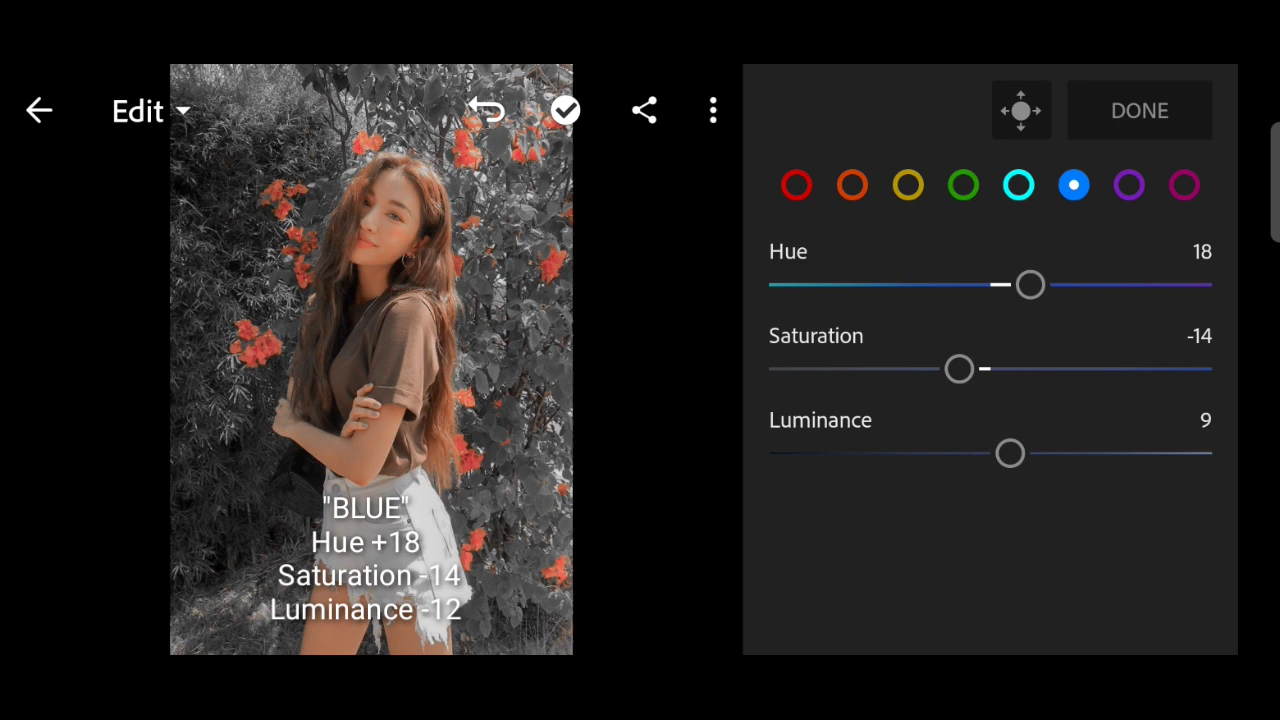 Edit
DONE
Hue 18
Saturation -14
Luminance 9
"BLUE"
Hue +18
Saturation -14
Luminance -12